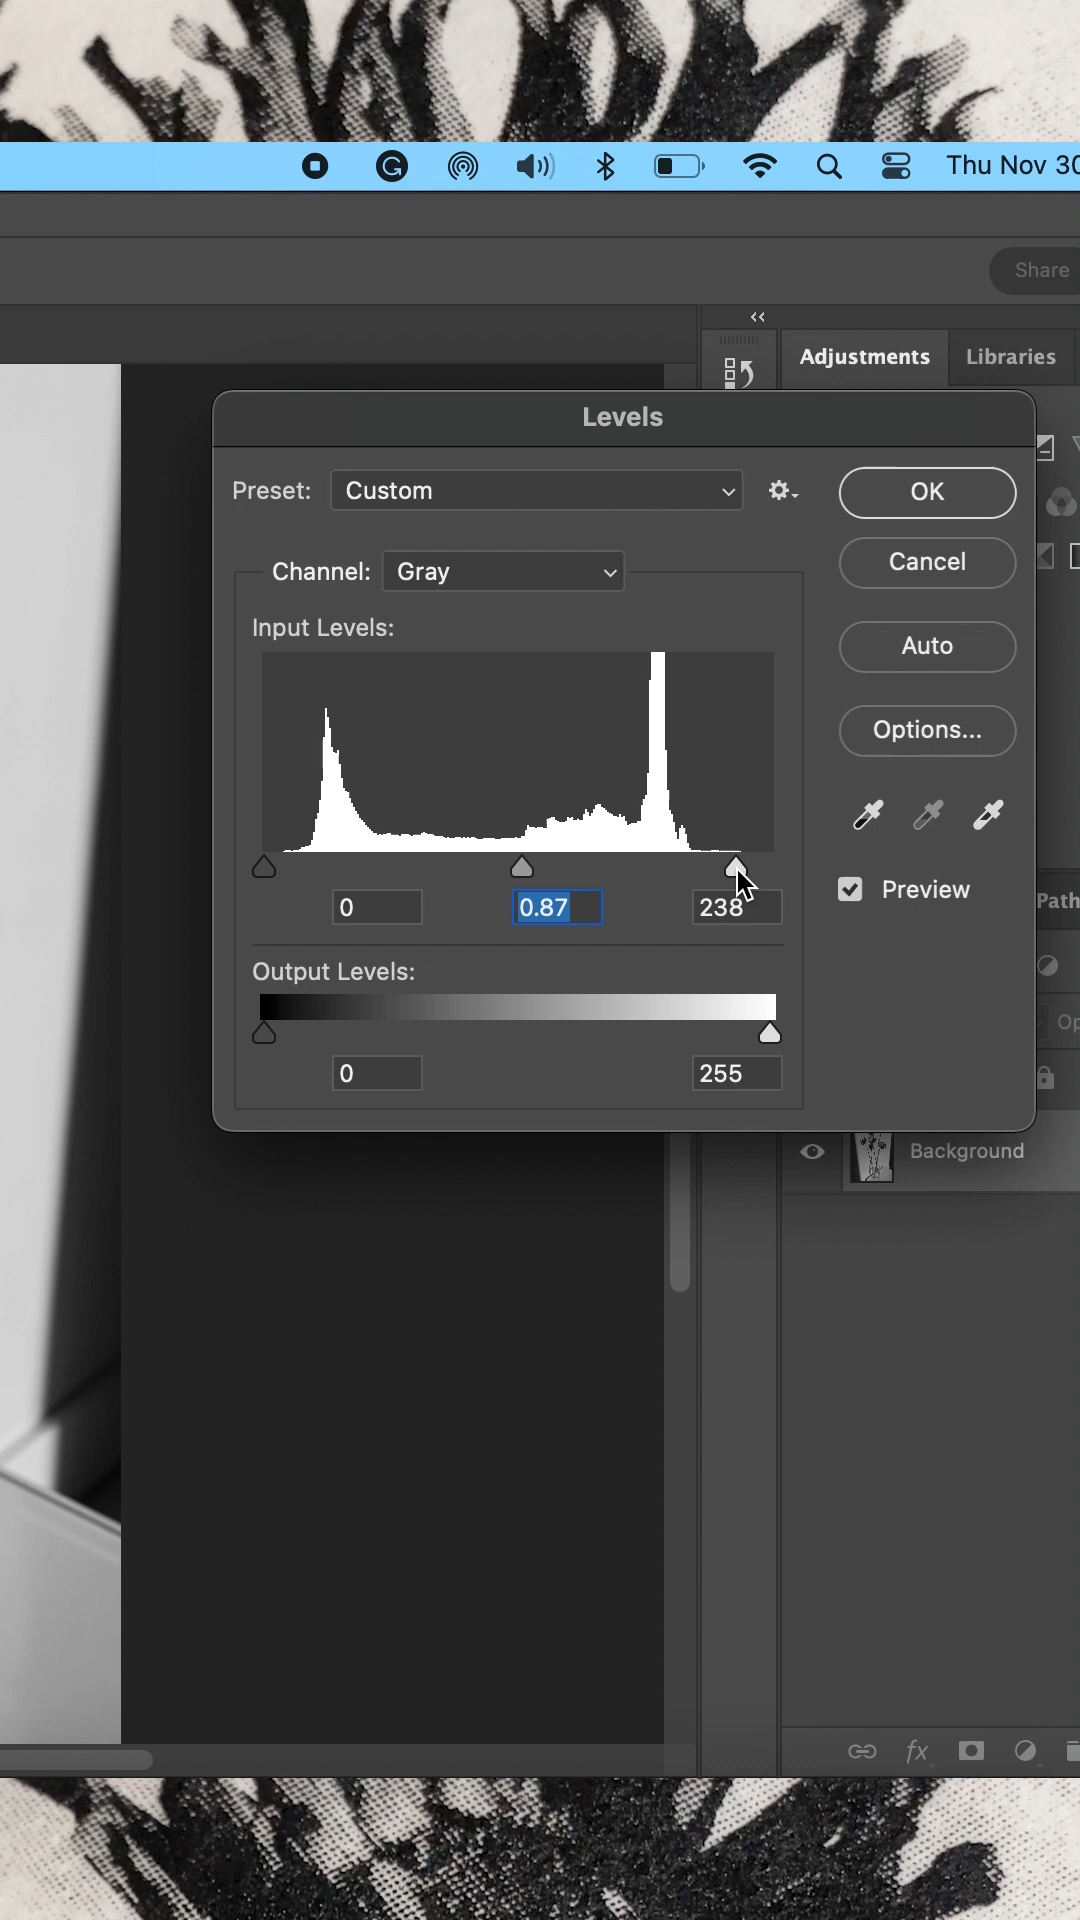 Thu Nov 30
Share
Adjustments
Libraries
Levels
Preset:
Custom
OK
Channel:
Gray
Cancel
Input Levels:
Auto
Options...
Preview
0
0.87
238
Path
Output Levels:
Op
0
255
Background
fx